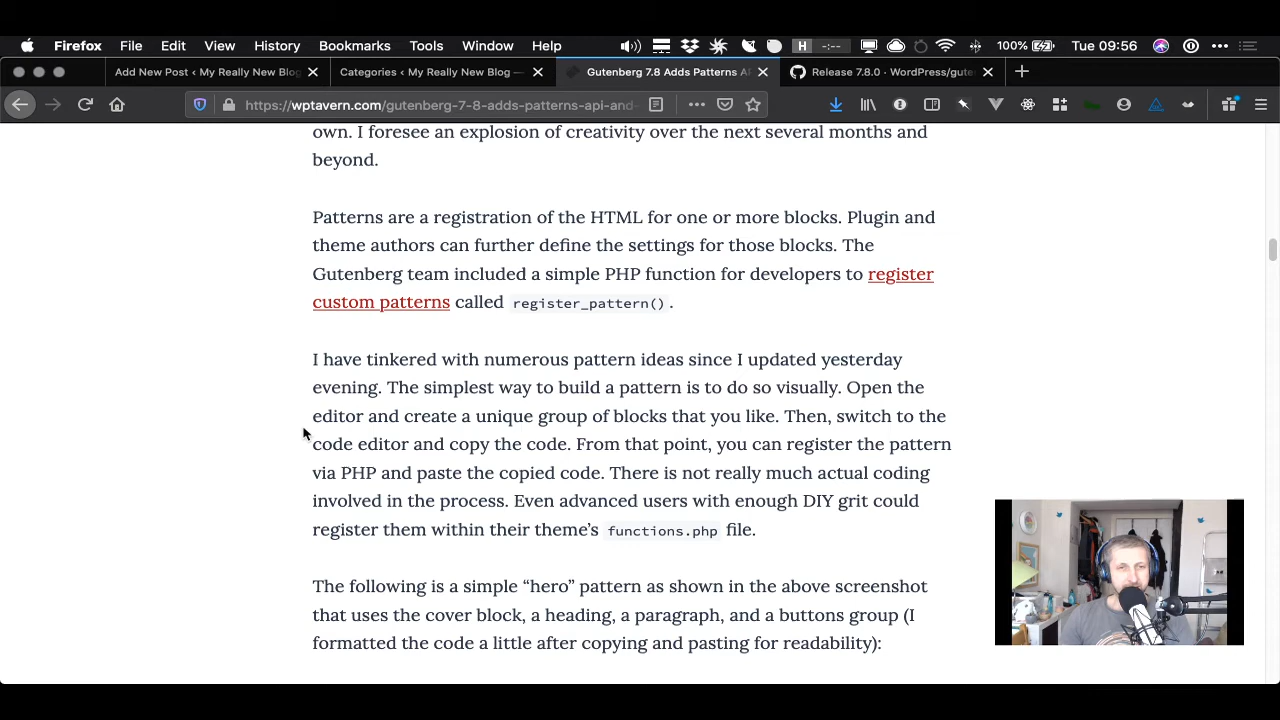 Firefox File Edit View History Bookmarks Tools Window Help H -:-- 100% Tue 09:56
Add New Post ‹ My Really New Blog Categories ‹ My Really New Blog — Gutenberg 7.8 Adds Patterns Release 7.8.0 · WordPress/gute
https://wptavern.com/gutenberg-7-8-adds-patterns-api-and-
own. I foresee an explosion of creativity over the next several months and
beyond.
Patterns are a registration of the HTML for one or more blocks. Plugin and
theme authors can further define the settings for those blocks. The
Gutenberg team included a simple PHP function for developers to register
custom patterns called register_pattern().
I have tinkered with numerous pattern ideas since I updated yesterday
evening. The simplest way to build a pattern is to do so visually. Open the
editor and create a unique group of blocks that you like. Then, switch to the
code editor and copy the code. From that point, you can register the pattern
via PHP and paste the copied code. There is not really much actual coding
involved in the process. Even advanced users with enough DIY grit could
register them within their theme’s functions.php file.
The following is a simple “hero” pattern as shown in the above screenshot
that uses the cover block, a heading, a paragraph, and a buttons group (I
formatted the code a little after copying and pasting for readability):